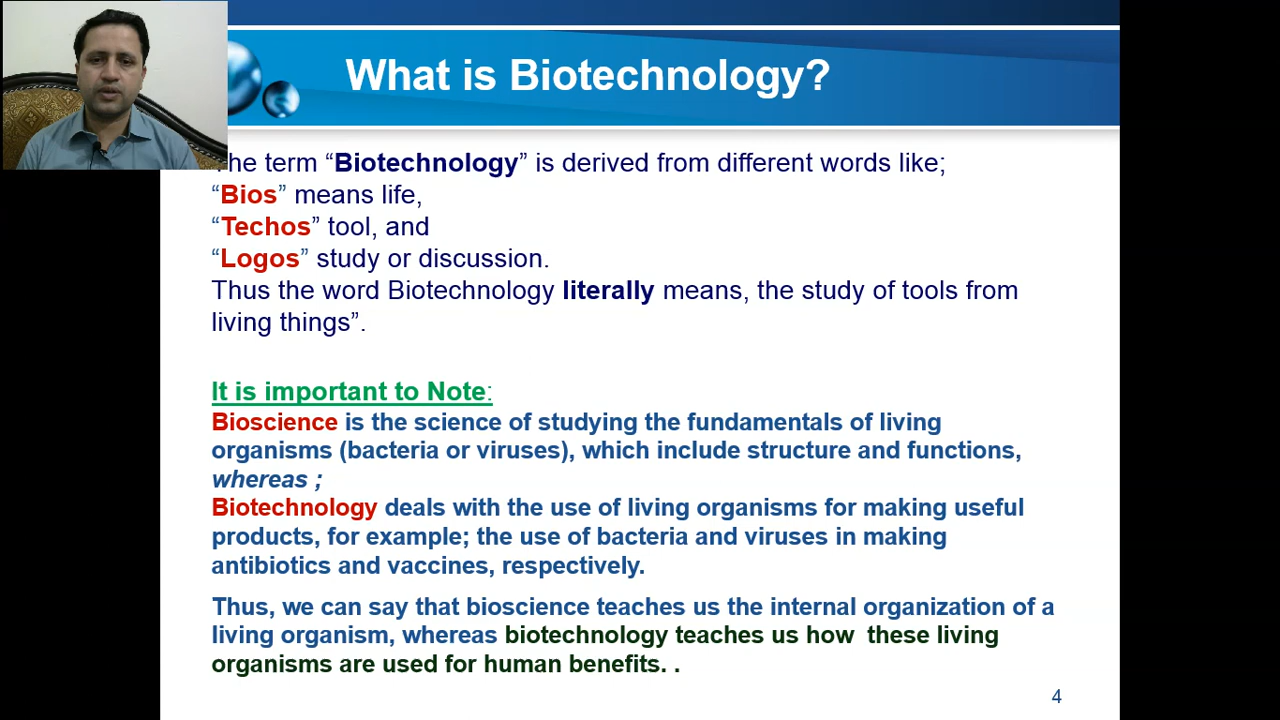 What is Biotechnology?
he term “Biotechnology” is derived from different words like;
“Bios” means life,
“Techos” tool, and
“Logos” study or discussion.
Thus the word Biotechnology literally means, the study of tools from
living things”.
It is important to Note:
Bioscience is the science of studying the fundamentals of living
organisms (bacteria or viruses), which include structure and functions,
whereas ;
Biotechnology deals with the use of living organisms for making useful
products, for example; the use of bacteria and viruses in making
antibiotics and vaccines, respectively.
Thus, we can say that bioscience teaches us the internal organization of a
living organism, whereas biotechnology teaches us how these living
organisms are used for human benefits. .
4